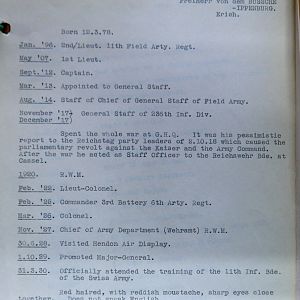 Freiherr von dem BUSSCHE
-IPPENBURG.
Erich.
Born 12.3.78.
Jan. '96. 2nd/Lieut. 11th Field Arty. Regt.
May '07. 1st Lieut.
Sept.'12. Captain.
Mar. '13. Appointed to General Staff.
Aug. '14. Staff of Chief of General Staff of Field Army.
November '17- General Staff of 236th Inf. Div.
December '17)
Spent the whole war at G.H.Q. It was his pessimistic
report to the Reichstag party leaders of 2.10.18 which caused the
parliamentary revolt against the Kaiser and the Army Command.
After the war he acted as Staff Officer to the Reichswehr Bde. at
Cassel.
1920. R.W.M.
Feb. '22. Lieut-Colonel.
Feb. '25. Commander 3rd Battery 6th Arty. Regt.
Mar. '26. Colonel.
Nov. '27. Chief of Army Department (Wehramt) R.W.M.
30.6.28. Visited Hendon Air Display.
1.10.29. Promoted Major-General.
31.3.30. Officially attended the training of the 11th Inf. Bde.
of the Swiss Army.
Red haired, with reddish moustache, sharp eyes close
together. Does not speak English.